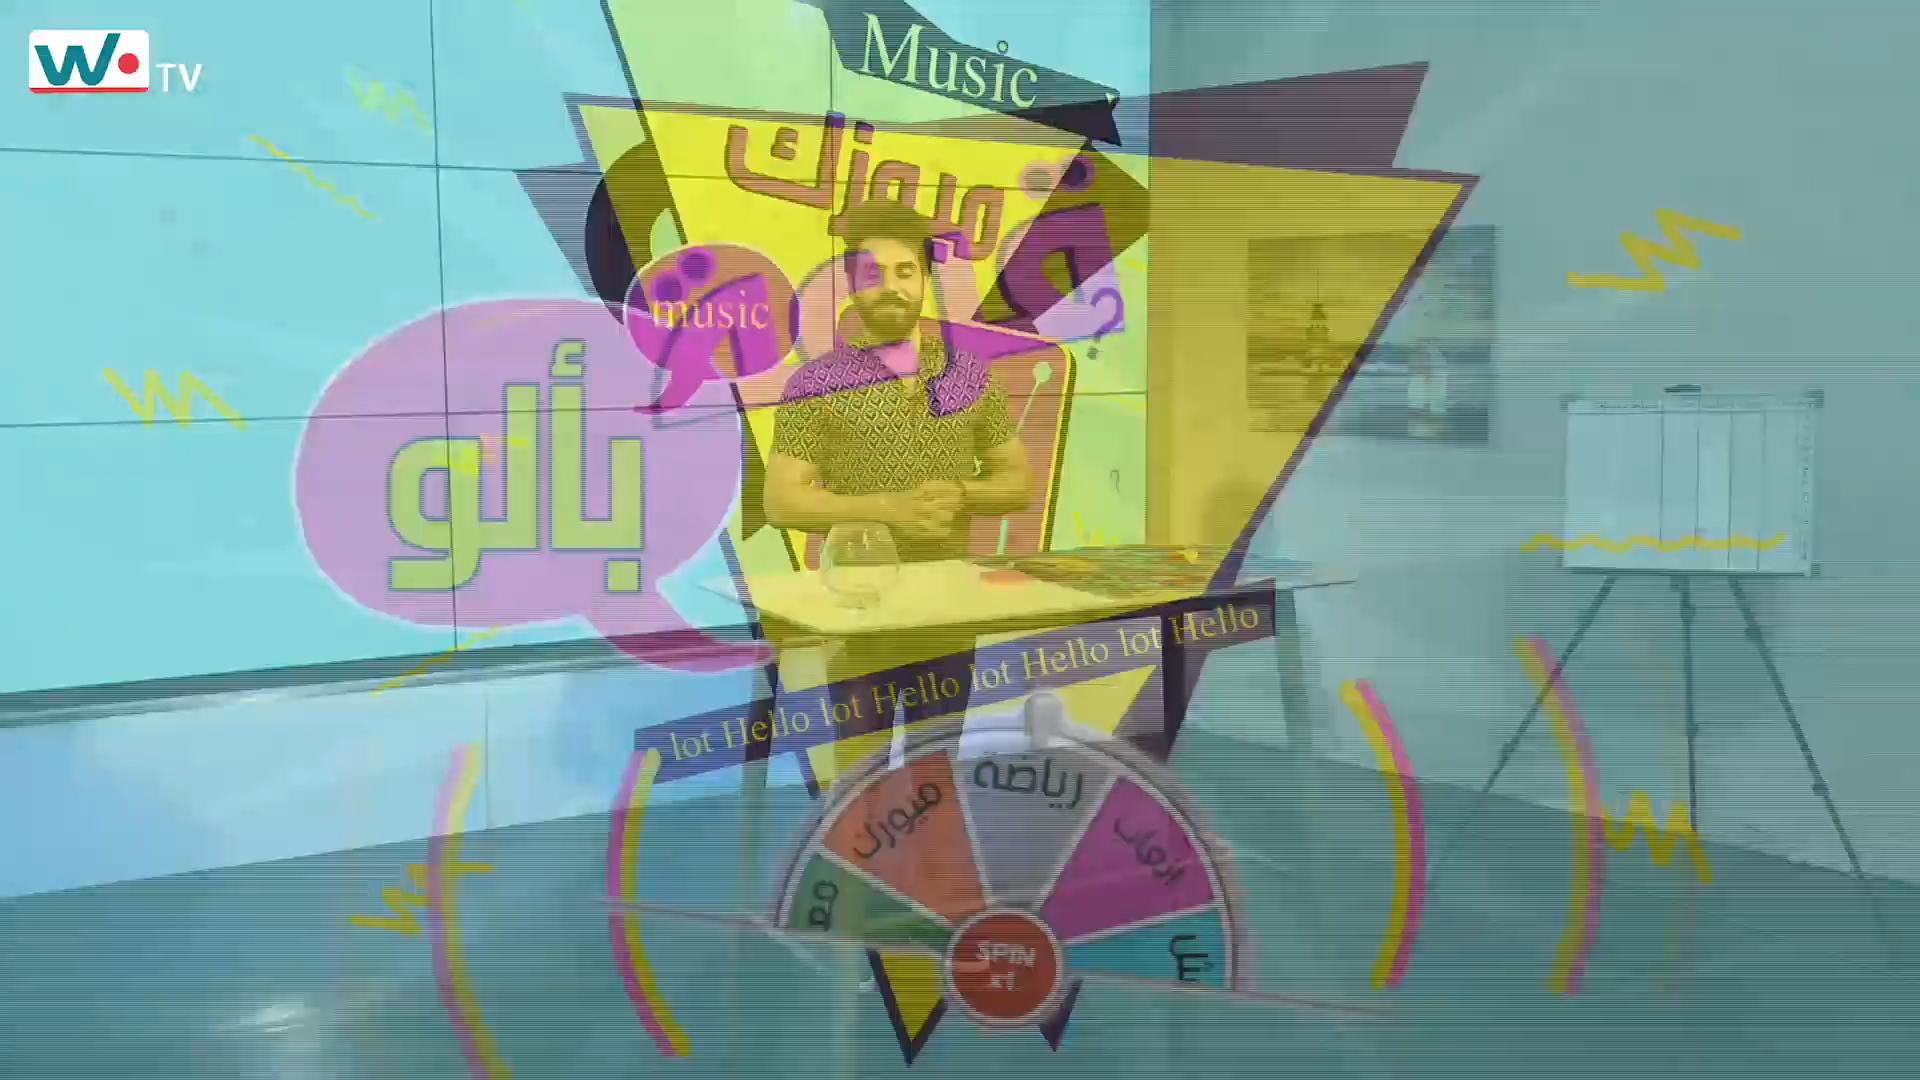 W. TV
Music
ميوزك
music
بألو
lot Hello lot Hello lot Hello lot Hello
رياضة
ميوزك
SPIN
x1